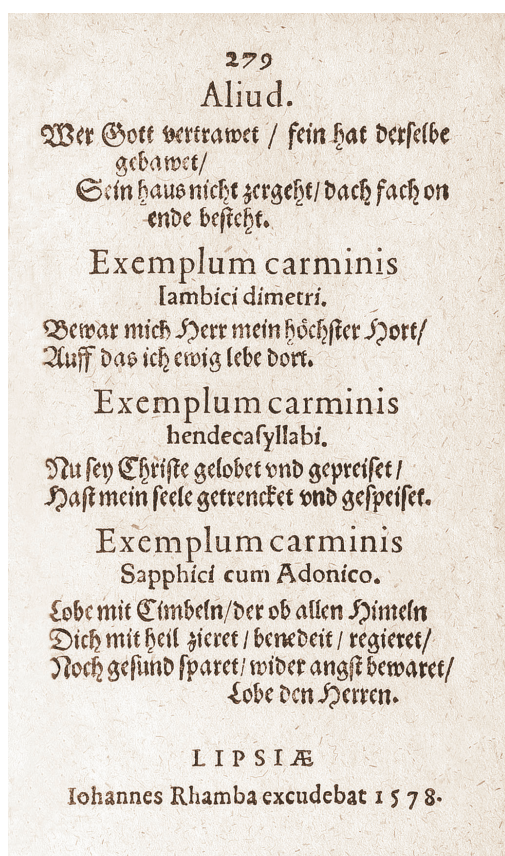 279
Aliud.
Wer Gott vertrawet / fein hat derselbe
gebawet/
Sein haus nicht zergeht/ dach fach on
ende besteht.
Exemplum carminis
Iambici dimetri.
Bewar mich Herr mein höchster Hort/
Auff das ich ewig lebe dort.
Exemplum carminis
hendecasyllabi.
Nu sey Christe gelobet vnd gepreiset /
Hast mein seele getrencket vnd gespeiset.
Exemplum carminis
Sapphici cum Adonico.
Lobe mit Cimbeln/der ob allen Himeln
Dich mit heil zieret / benedeit / regieret/
Noch gesund sparet/ wider angst bewaret/
Lobe den Herren.
LIPSIÆ
Iohannes Rhamba excudebat 1578.